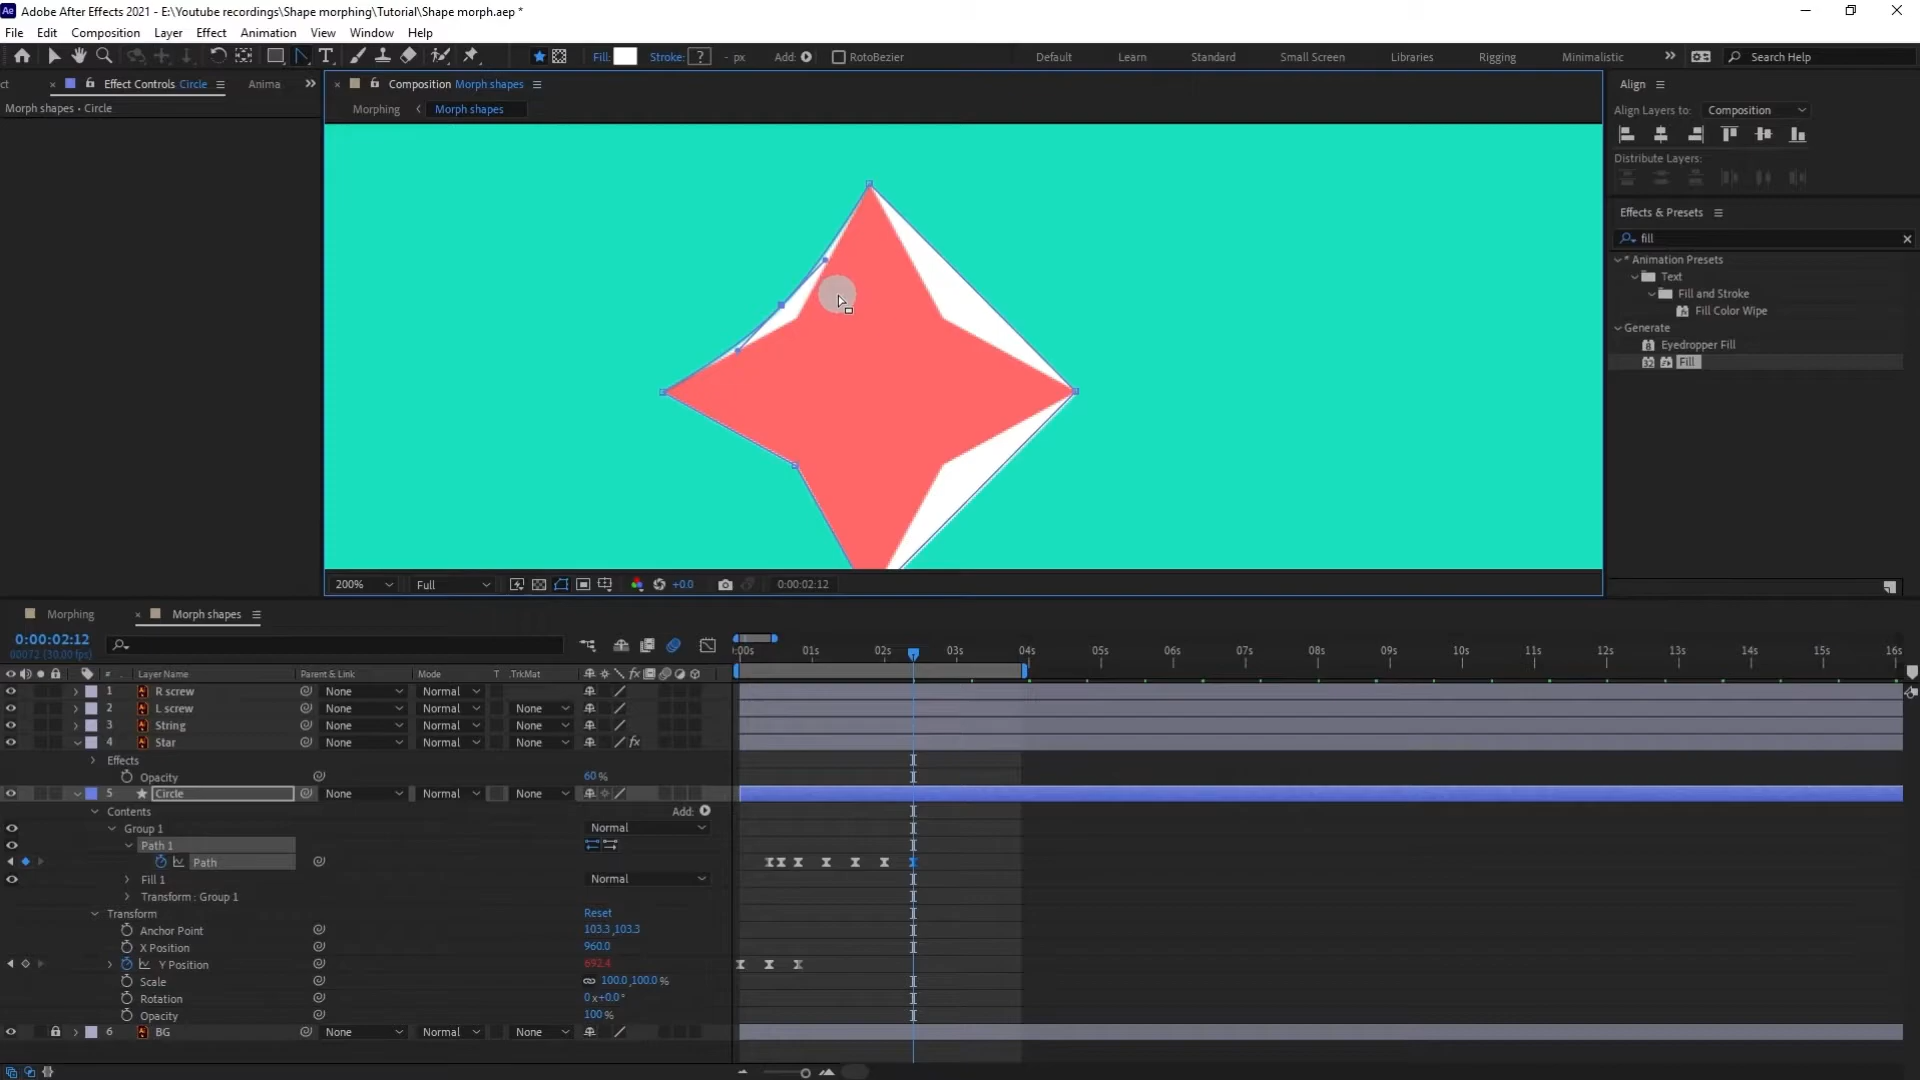 Adobe After Effects 2021 - E:\Youtube recordings\Shape morphing\Tutorial\Shape morph.aep *
File Edit Composition Layer Effect Animation View Window Help
Fill: Stroke: ? - px Add: RotoBezier Default Learn Standard Small Screen Libraries Rigging Minimalistic Search Help
ct Effect Controls Circle Anima
Morph shapes • Circle
Composition Morph shapes
Morphing Morph shapes
Align
Align Layers to: Composition
Distribute Layers:
Effects & Presets
fill
* Animation Presets
Text
Fill and Stroke
Fill Color Wipe
Generate
Eyedropper Fill
Fill
200% Full +0.0 0:00:02:12
Morphing Morph shapes
0:00:02:12
00072 (30.00 fps)
:00s 01s 02s 03s 04s 05s 06s 07s 08s 09s 10s 11s 12s 13s 14s 15s 16s
# Layer Name Parent & Link Mode T .TrkMat
1 R screw None Normal
2 L screw None Normal None
3 String None Normal None
4 Star None Normal None
Effects
Opacity 60 %
5 Circle None Normal None
Contents Add:
Group 1 Normal
Path 1
Path
Fill 1 Normal
Transform : Group 1
Transform Reset
Anchor Point 103.3 ,103.3
X Position 960.0
Y Position 692.4
Scale 100.0 ,100.0 %
Rotation 0 x+0.0 °
Opacity 100 %
6 BG None Normal None